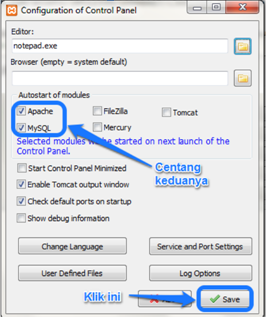 Configuration of Control Panel
Editor:
notepad.exe
Browser (empty = system default)
Autostart of modules
Apache
FileZilla
Tomcat
MySQL
Mercury
Selected modules will be started on next launch of the
Control Panel.
Centang
keduanya
Start Control Panel Minimized
Enable Tomcat output window
Check default ports on startup
Show debug information
Change Language
Service and Port Settings
User Defined Files
Log Options
Klik ini
Save